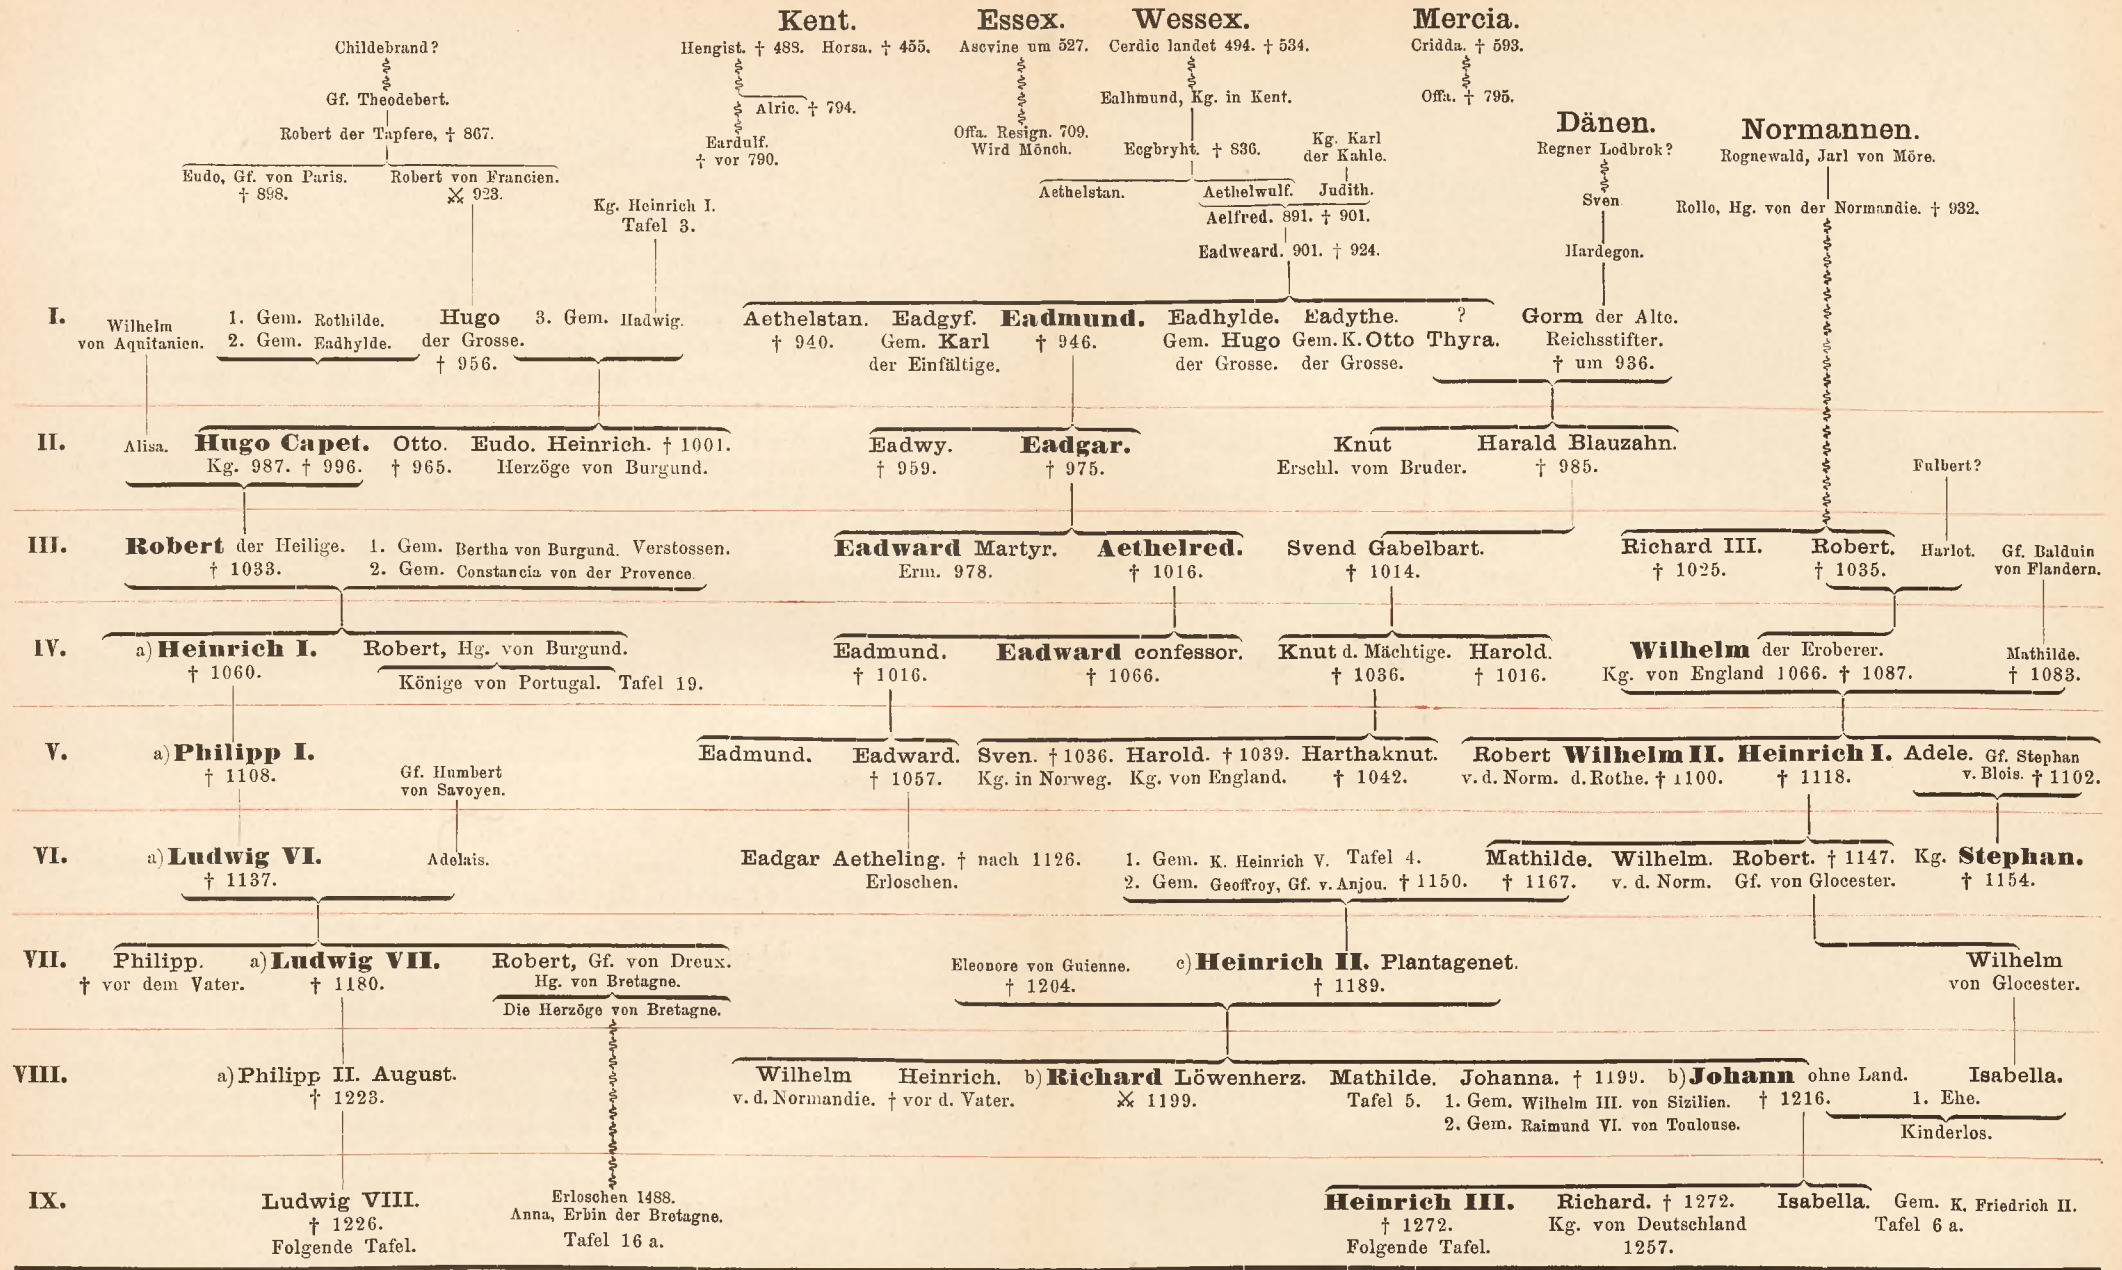 Kent. Essex. Wessex. Mercia.
Childebrand? Hengist. † 488. Horsa. † 455. Ascvine um 527. Cerdic landet 494. † 534. Cridda. † 593.
Gf. Theodebert. Alric. † 794. Ealhmund, Kg. in Kent. Offa. † 795.
Dänen. Normannen.
Robert der Tapfere, † 867. Eardulf. Offa. Resign. 709. Ecgbryht. † 836. Kg. Karl Regner Lodbrok? Rognewald, Jarl von Möre.
† vor 790. Wird Mönch. der Kahle.
Eudo, Gf. von Paris. Robert von Francien. Aethelstan. Aethelwulf. Judith. Sven
† 898. ⚔ 923.
Kg. Heinrich I. Aelfred. 891. † 901. Rollo, Hg. von der Normandie. † 932.
Tafel 3.
Eadweard. 901. † 924. Hardegon.
I. Wilhelm 1. Gem. Rothilde. Hugo 3. Gem. Hadwig. Aethelstan. Eadgyf. Eadmund. Eadhylde. Eadythe. ? Gorm der Alte.
von Aquitanien. 2. Gem. Eadhylde. der Grosse. † 940. Gem. Karl † 946. Gem. Hugo Gem. K. Otto Thyra. Reichsstifter.
† 956. der Einfältige. der Grosse. der Grosse. † um 936.
II. Alisa. Hugo Capet. Otto. Eudo. Heinrich. † 1001. Eadwy. Eadgar. Knut Harald Blauzahn.
Kg. 987. † 996. † 965. Herzöge von Burgund. † 959. † 975. Erschl. vom Bruder. † 985. Fulbert?
III. Robert der Heilige. 1. Gem. Bertha von Burgund. Verstossen. Eadward Martyr. Aethelred. Svend Gabelbart. Richard III. Robert. Harlot. Gf. Balduin
† 1033. 2. Gem. Constancia von der Provence. Erm. 978. † 1016. † 1014. † 1025. † 1035. von Flandern.
IV. a) Heinrich I. Robert, Hg. von Burgund. Eadmund. Eadward confessor. Knut d. Mächtige. Harold. Wilhelm der Eroberer. Mathilde.
† 1060. Könige von Portugal. Tafel 19. † 1016. † 1066. † 1036. † 1016. Kg. von England 1066. † 1087. † 1083.
V. a) Philipp I. Eadmund. Eadward. Sven. † 1036. Harold. † 1039. Harthaknut. Robert Wilhelm II. Heinrich I. Adele. Gf. Stephan
† 1108. † 1057. Kg. in Norweg. Kg. von England. † 1042. v. d. Norm. d. Rothe. † 1100. † 1118. v. Blois. † 1102.
Gf. Humbert
von Savoyen.
VI. a) Ludwig VI. Adelais. Eadgar Aetheling. † nach 1126. 1. Gem. K. Heinrich V. Tafel 4. Mathilde. Wilhelm. Robert. † 1147. Kg. Stephan.
† 1137. Erloschen. 2. Gem. Geoffroy, Gf. v. Anjou. † 1150. † 1167. v. d. Norm. Gf. von Glocester. † 1154.
VII. Philipp. a) Ludwig VII. Robert, Gf. von Dreux. Eleonore von Guienne. c) Heinrich II. Plantagenet. Wilhelm
† vor dem Vater. † 1180. Hg. von Bretagne. † 1204. † 1189. von Glocester.
Die Herzöge von Bretagne.
VIII. a) Philipp II. August. Wilhelm Heinrich. b) Richard Löwenherz. Mathilde. Johanna. † 1199. b) Johann ohne Land. Isabella.
† 1223. v. d. Normandie. † vor d. Vater. ⚔ 1199. Tafel 5. 1. Gem. Wilhelm III. von Sizilien. † 1216. 1. Ehe.
2. Gem. Raimund VI. von Toulouse. Kinderlos.
IX. Ludwig VIII. Erloschen 1488. Heinrich III. Richard. † 1272. Isabella. Gem. K. Friedrich II.
† 1226. Anna, Erbin der Bretagne. † 1272. Kg. von Deutschland Tafel 6 a.
Folgende Tafel. Tafel 16 a. Folgende Tafel. 1257.